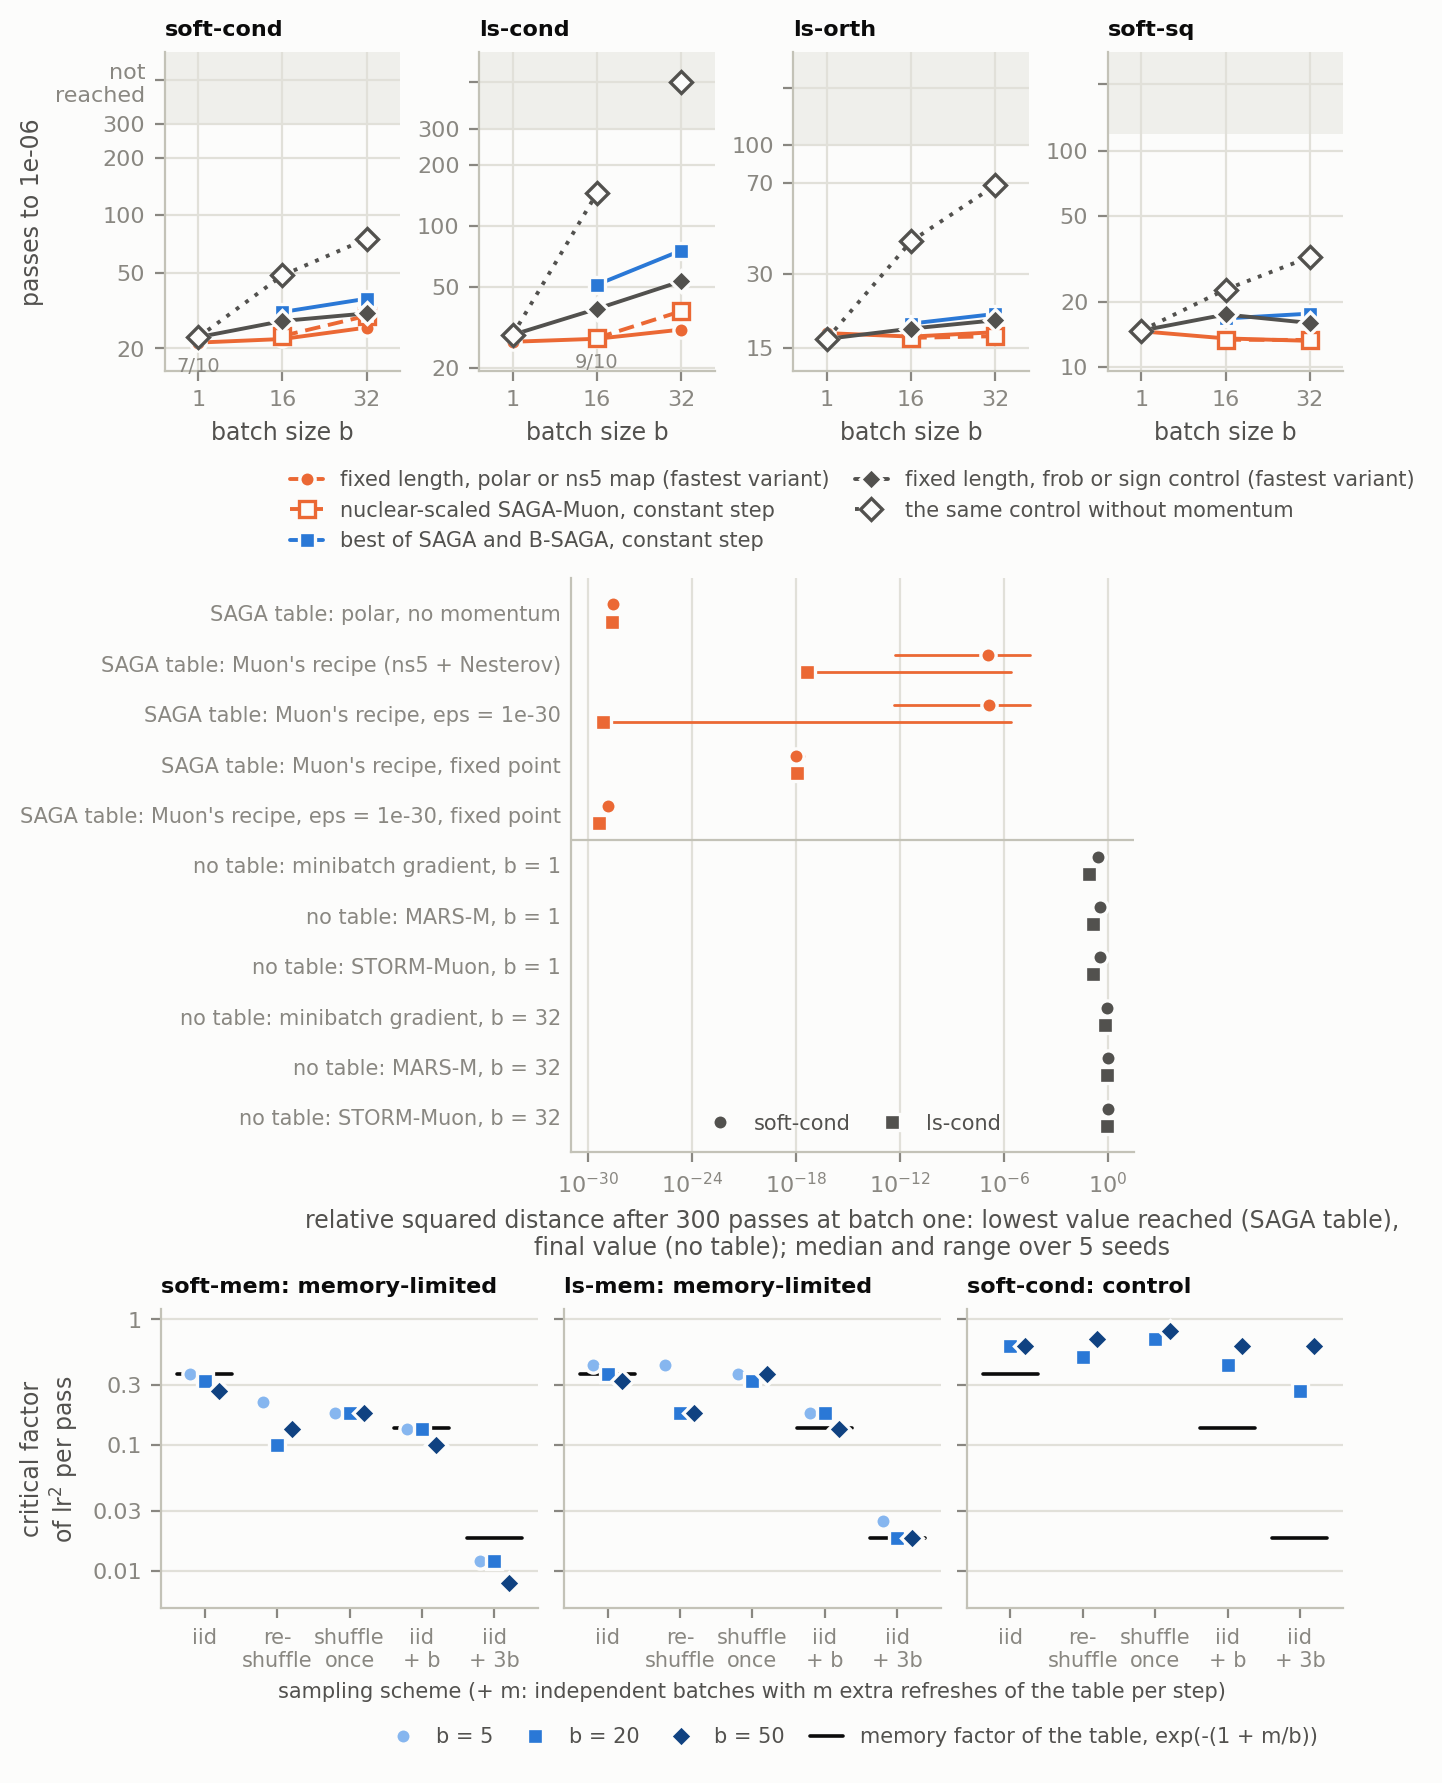 soft-cond
ls-cond
ls-orth
soft-sq
passes to 1e-06
not
reached
300
200
100
50
20
7/10
1
16
32
batch size b
300
200
100
50
20
9/10
1
16
32
batch size b
100
70
30
15
1
16
32
batch size b
100
50
20
10
1
16
32
batch size b
fixed length, polar or ns5 map (fastest variant)
nuclear-scaled SAGA-Muon, constant step
best of SAGA and B-SAGA, constant step
fixed length, frob or sign control (fastest variant)
the same control without momentum
SAGA table: polar, no momentum
SAGA table: Muon's recipe (ns5 + Nesterov)
SAGA table: Muon's recipe, eps = 1e-30
SAGA table: Muon's recipe, fixed point
SAGA table: Muon's recipe, eps = 1e-30, fixed point
no table: minibatch gradient, b = 1
no table: MARS-M, b = 1
no table: STORM-Muon, b = 1
no table: minibatch gradient, b = 32
no table: MARS-M, b = 32
no table: STORM-Muon, b = 32
soft-cond
ls-cond
10⁻³⁰
10⁻²⁴
10⁻¹⁸
10⁻¹²
10⁻⁶
10⁰
relative squared distance after 300 passes at batch one: lowest value reached (SAGA table),
final value (no table); median and range over 5 seeds
soft-mem: memory-limited
ls-mem: memory-limited
soft-cond: control
critical factor
of lr² per pass
1
0.3
0.1
0.03
0.01
iid
re-
shuffle
shuffle
once
iid
+ b
iid
+ 3b
iid
re-
shuffle
shuffle
once
iid
+ b
iid
+ 3b
iid
re-
shuffle
shuffle
once
iid
+ b
iid
+ 3b
sampling scheme (+ m: independent batches with m extra refreshes of the table per step)
b = 5
b = 20
b = 50
memory factor of the table, exp(-(1 + m/b))